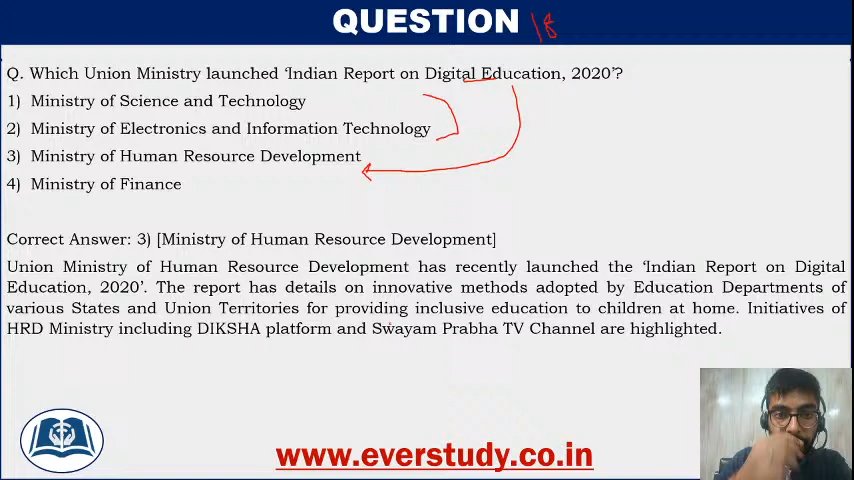 QUESTION 18
Q. Which Union Ministry launched ‘Indian Report on Digital Education, 2020’?
1) Ministry of Science and Technology
2) Ministry of Electronics and Information Technology
3) Ministry of Human Resource Development
4) Ministry of Finance
Correct Answer: 3) [Ministry of Human Resource Development]
Union Ministry of Human Resource Development has recently launched the ‘Indian Report on Digital
Education, 2020’. The report has details on innovative methods adopted by Education Departments of
various States and Union Territories for providing inclusive education to children at home. Initiatives of
HRD Ministry including DIKSHA platform and Swayam Prabha TV Channel are highlighted.
www.everstudy.co.in